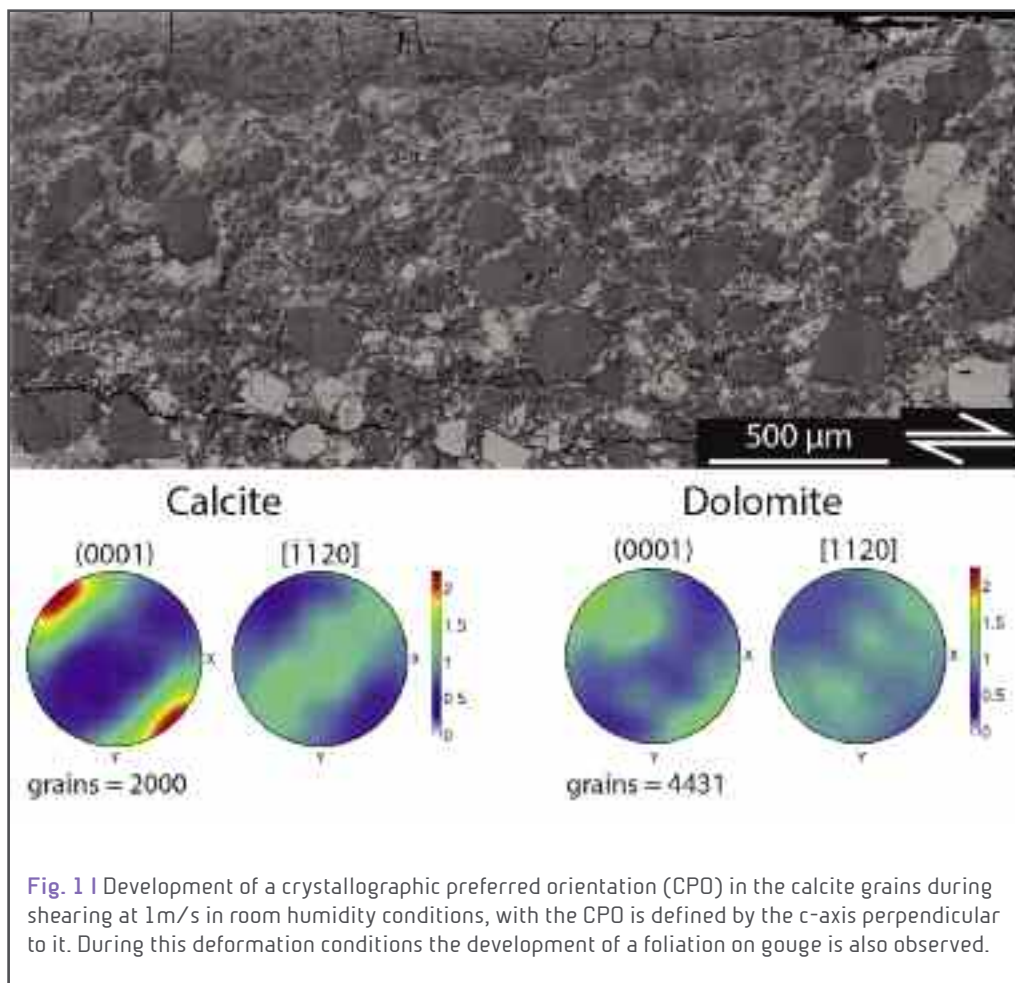 500 µm
Calcite
Dolomite
(0001)
[1120]
(0001)
[1120]
2
1.5
1
0.5
0
2
1.5
1
0.5
0
X
X
X
X
Y
Y
Y
Y
grains = 2000
grains = 4431
Fig. 1 | Development of a crystallographic preferred orientation (CPO) in the calcite grains during
shearing at 1m/s in room humidity conditions, with the CPO is defined by the c-axis perpendicular
to it. During this deformation conditions the development of a foliation on gouge is also observed.